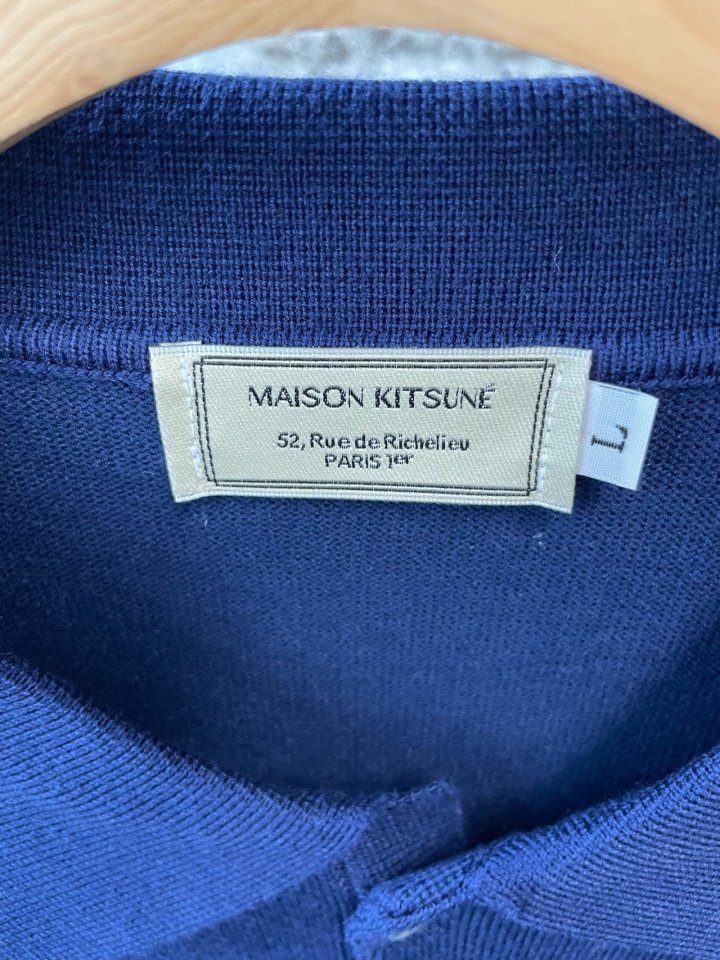 MAISON KITSUNÉ
52, Rue de Richelieu
PARIS 1er
L